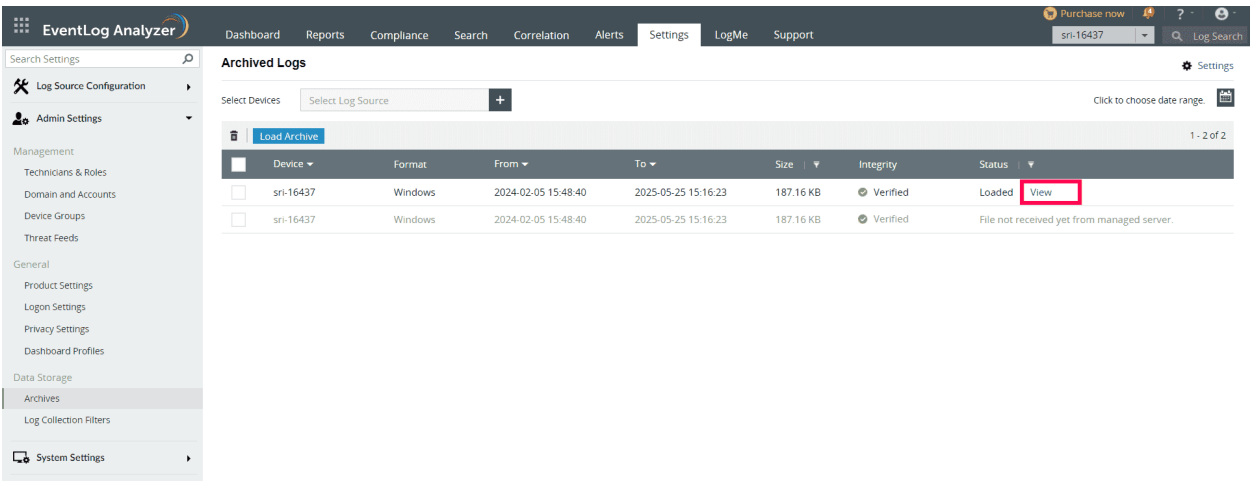 Purchase now
4
?
EventLog Analyzer
Dashboard Reports Compliance Search Correlation Alerts Settings LogMe Support
sri-16437
Log Search
Search Settings
Archived Logs
Settings
Log Source Configuration
Select Devices
Select Log Source
+
Click to choose date range.
Admin Settings
Load Archive
1 - 2 of 2
Management
Device Format From To Size Integrity Status
Technicians & Roles
sri-16437 Windows 2024-02-05 15:48:40 2025-05-25 15:16:23 187.16 KB Verified Loaded View
Domain and Accounts
sri-16437 Windows 2024-02-05 15:48:40 2025-05-25 15:16:23 187.16 KB Verified File not received yet from managed server.
Device Groups
Threat Feeds
General
Product Settings
Logon Settings
Privacy Settings
Dashboard Profiles
Data Storage
Archives
Log Collection Filters
System Settings